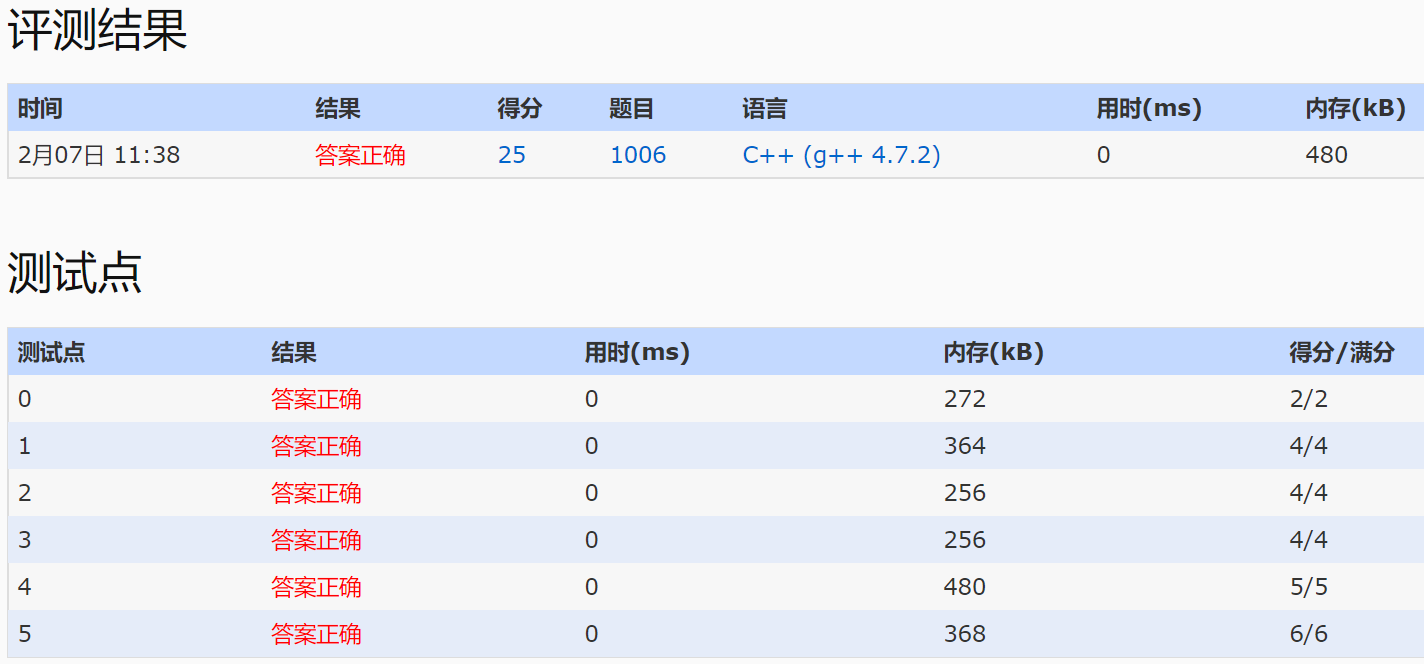 评测结果
时间 结果 得分 题目 语言 用时(ms) 内存(kB)
2月07日 11:38 答案正确 25 1006 C++ (g++ 4.7.2) 0 480
测试点
测试点 结果 用时(ms) 内存(kB) 得分/满分
0 答案正确 0 272 2/2
1 答案正确 0 364 4/4
2 答案正确 0 256 4/4
3 答案正确 0 256 4/4
4 答案正确 0 480 5/5
5 答案正确 0 368 6/6